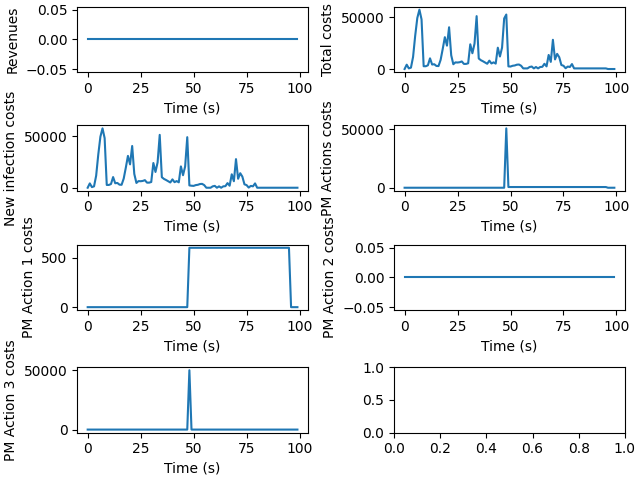 Revenues
0.05
0.00
−0.05
0 25 50 75 100
Time (s)
Total costs
50000
0
0 25 50 75 100
Time (s)
New infection costs
50000
0
0 25 50 75 100
Time (s)
PM Actions costs
50000
0
0 25 50 75 100
Time (s)
PM Action 1 costs
500
0
0 25 50 75 100
Time (s)
PM Action 2 costs
0.05
0.00
−0.05
0 25 50 75 100
Time (s)
PM Action 3 costs
50000
0
0 25 50 75 100
Time (s)
1.0
0.5
0.0
0.0 0.2 0.4 0.6 0.8 1.0